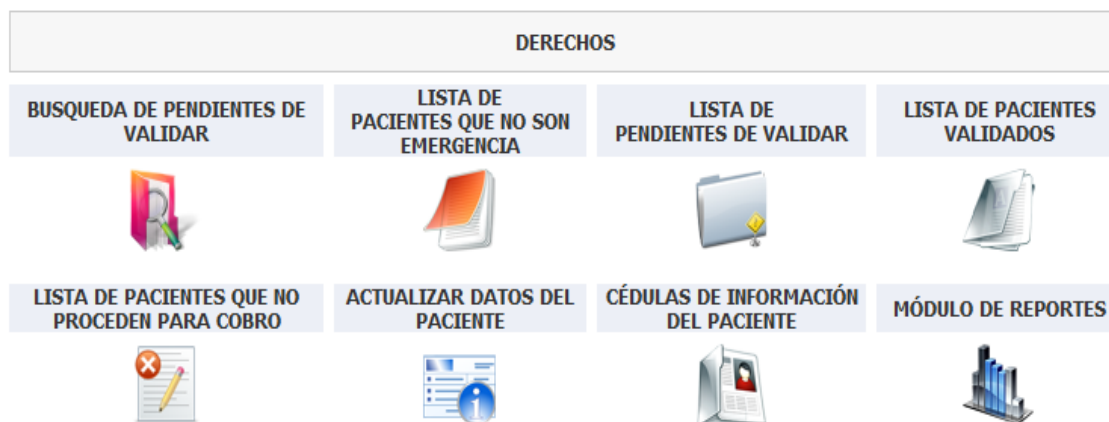 DERECHOS
BUSQUEDA DE PENDIENTES DE
VALIDAR
LISTA DE
PACIENTES QUE NO SON
EMERGENCIA
LISTA DE
PENDIENTES DE VALIDAR
LISTA DE PACIENTES
VALIDADOS
LISTA DE PACIENTES QUE NO
PROCEDEN PARA COBRO
ACTUALIZAR DATOS DEL
PACIENTE
CÉDULAS DE INFORMACIÓN
DEL PACIENTE
MÓDULO DE REPORTES